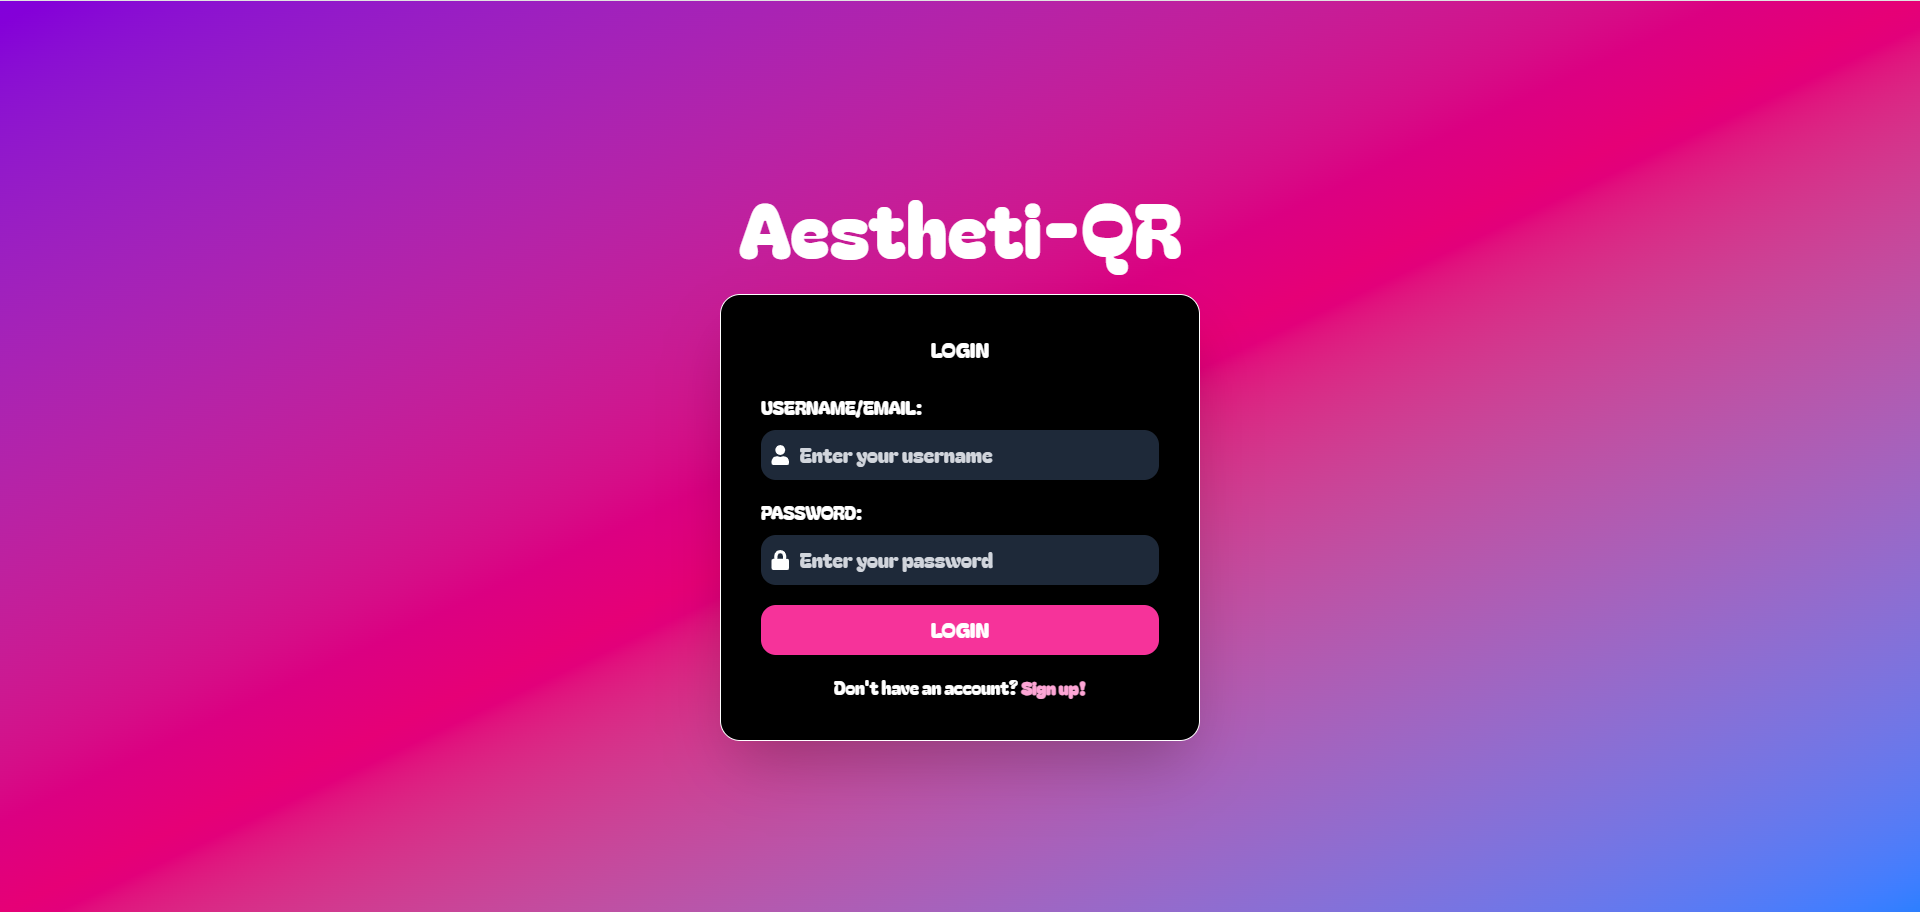 Aestheti-QR
LOGIN
USERNAME/EMAIL:
Enter your username
PASSWORD:
Enter your password
LOGIN
Don't have an account? Sign up!